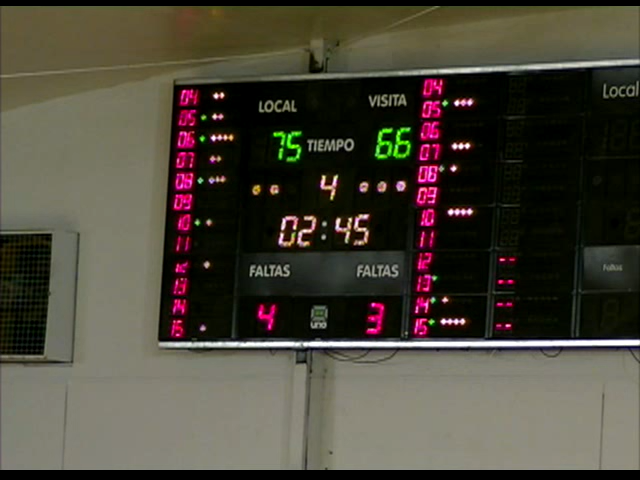 04 LOCAL VISITA 04 Local
05 05
06 75 TIEMPO 66 06
07 07
08 4 08
09 02:45 09
10 10
11 11
12 FALTAS FALTAS 12 -- Faltas
13 13 --
14 4 3 14 --
15 uno 15 --